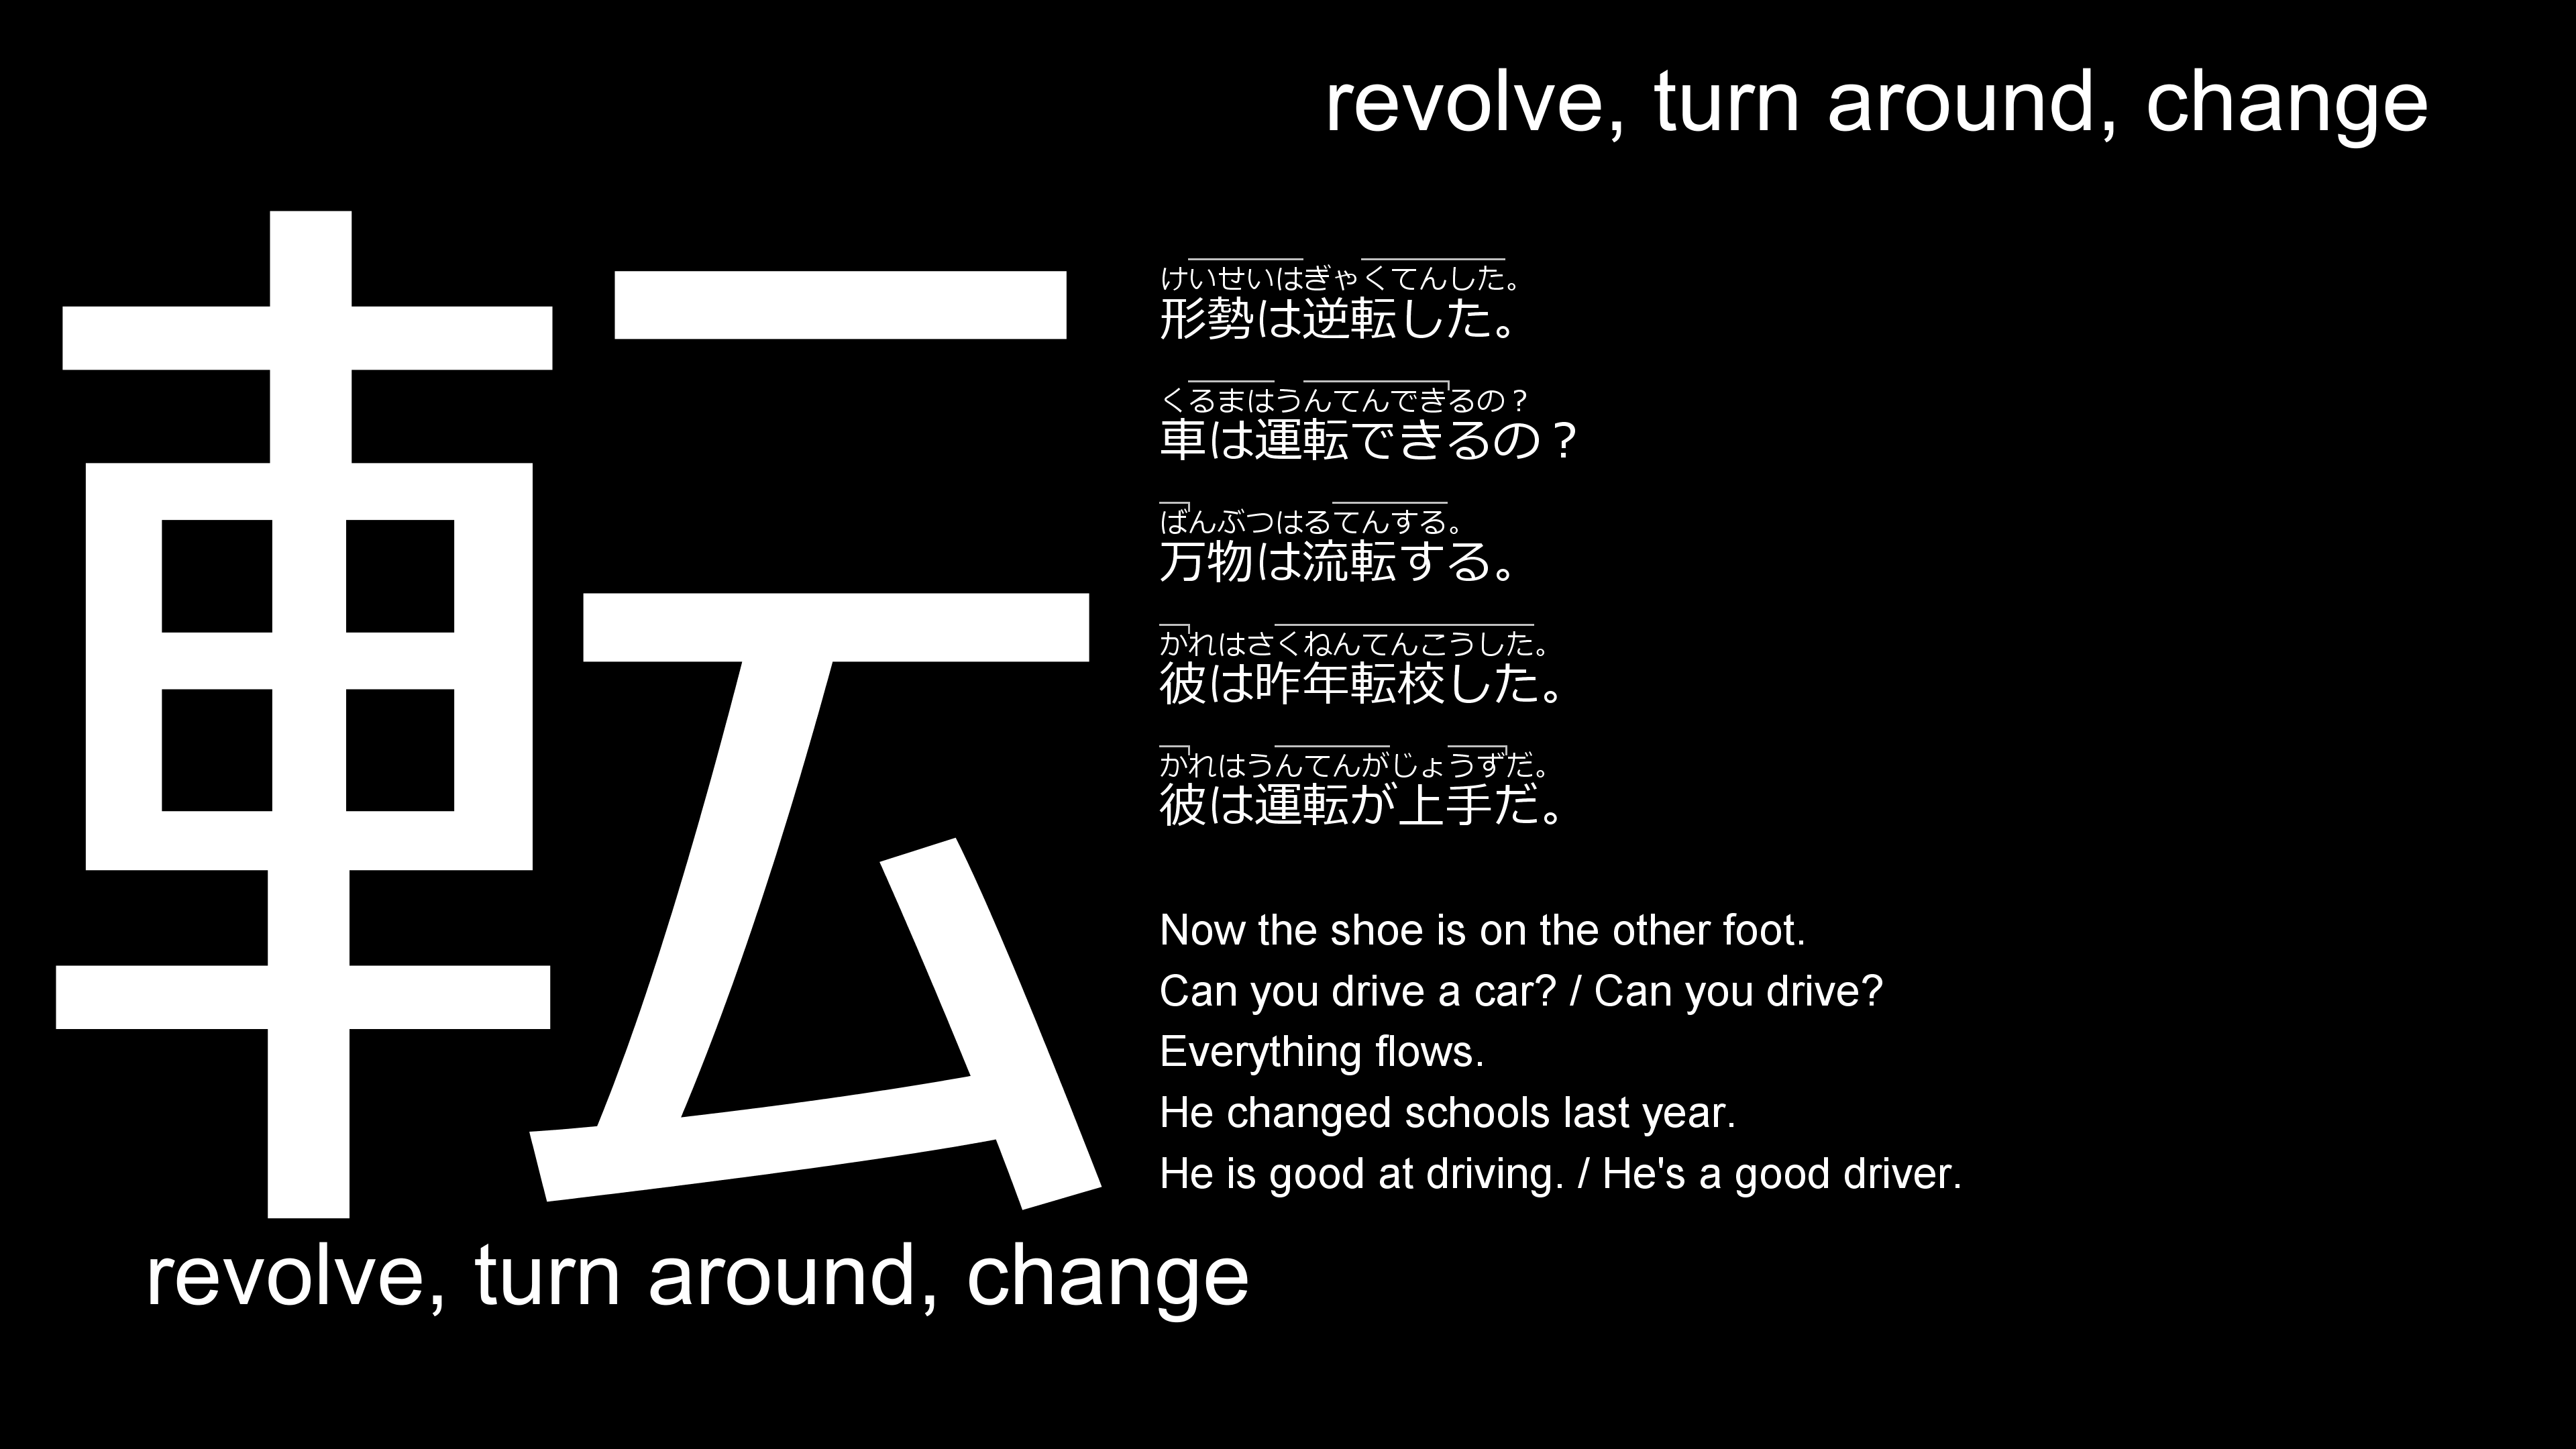 revolve, turn around, change
転
けいせいはぎゃくてんした。
形勢は逆転した。
くるまはうんてんできるの？
車は運転できるの？
ばんぶつはるてんする。
万物は流転する。
かれはさくねんてんこうした。
彼は昨年転校した。
かれはうんてんがじょうずだ。
彼は運転が上手だ。
Now the shoe is on the other foot.
Can you drive a car? / Can you drive?
Everything flows.
He changed schools last year.
He is good at driving. / He's a good driver.
revolve, turn around, change